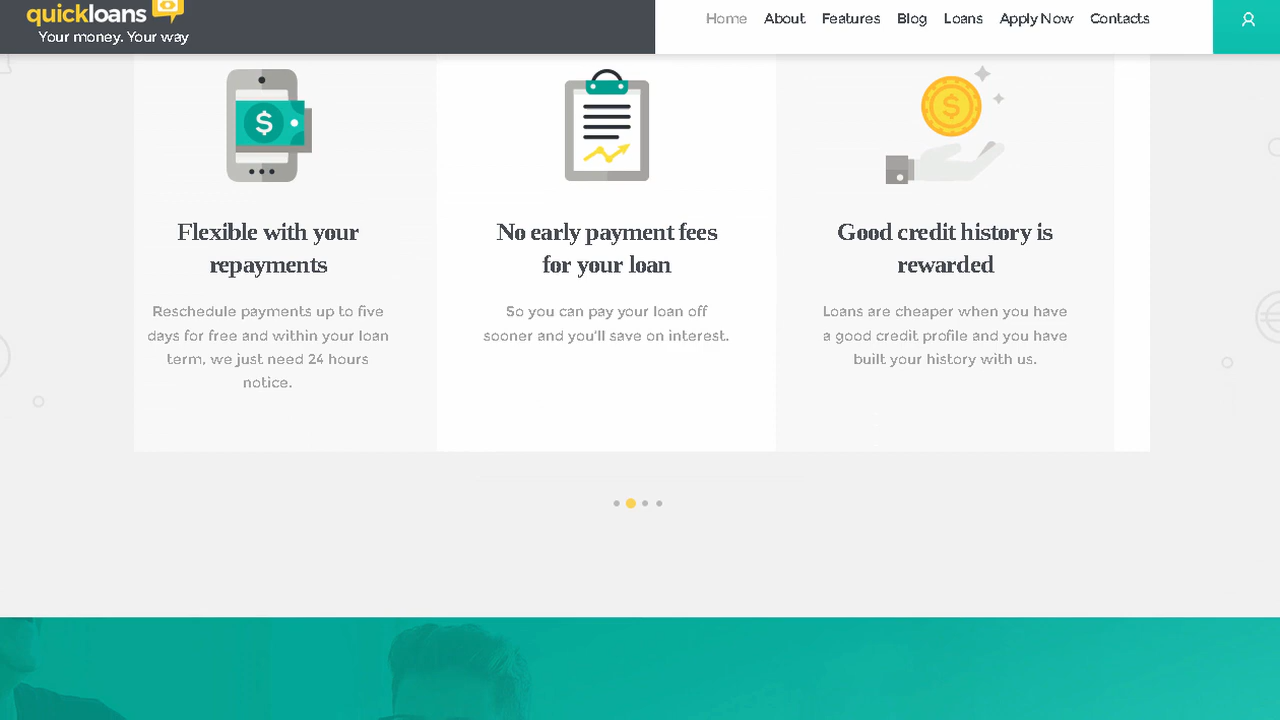 quickloans
Your money. Your way
Home About Features Blog Loans Apply Now Contacts
$
$
Flexible with your
repayments
Reschedule payments up to five
days for free and within your loan
term, we just need 24 hours
notice.
No early payment fees
for your loan
So you can pay your loan off
sooner and you'll save on interest.
Good credit history is
rewarded
Loans are cheaper when you have
a good credit profile and you have
built your history with us.